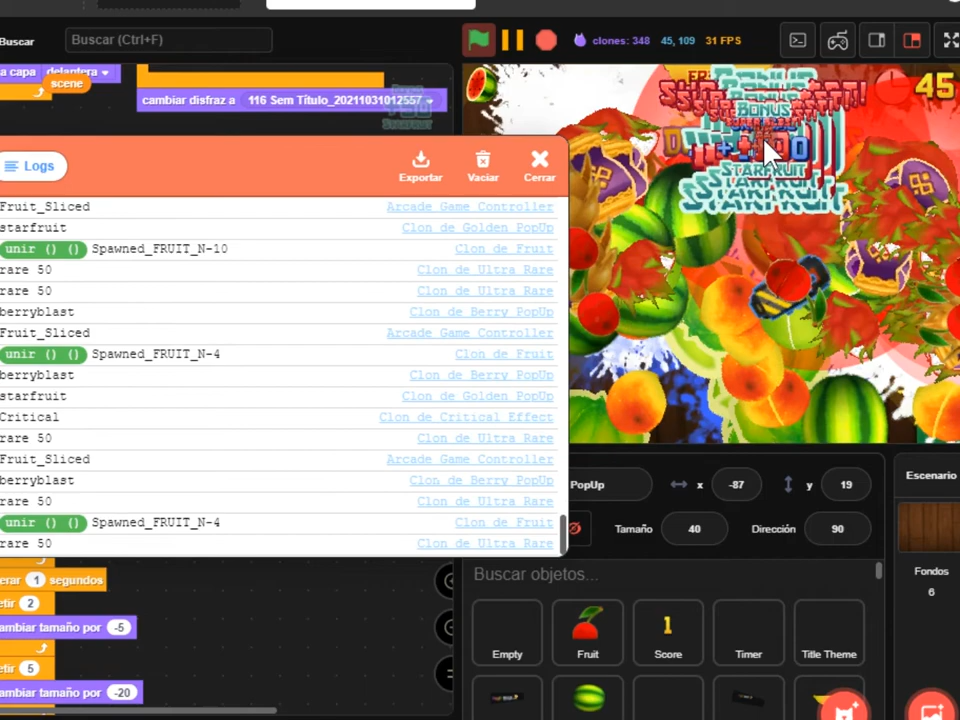 Buscar
Buscar (Ctrl+F)
clones: 348
45, 109
31 FPS
a capa delantera
scene
cambiar disfraz a 116 Sem Título_20211031012557
45
BONUS
STARFRUIT
STARFRUIT
Logs
Exportar
Vaciar
Cerrar
Fruit_Sliced Arcade Game Controller
starfruit Clon de Golden PopUp
unir () () Spawned_FRUIT_N-10 Clon de Fruit
rare 50 Clon de Ultra Rare
rare 50 Clon de Ultra Rare
berryblast Clon de Berry PopUp
Fruit_Sliced Arcade Game Controller
unir () () Spawned_FRUIT_N-4 Clon de Fruit
berryblast Clon de Berry PopUp
starfruit Clon de Golden PopUp
Critical Clon de Critical Effect
rare 50 Clon de Ultra Rare
Fruit_Sliced Arcade Game Controller
berryblast Clon de Berry PopUp
rare 50 Clon de Ultra Rare
unir () () Spawned_FRUIT_N-4 Clon de Fruit
rare 50 Clon de Ultra Rare
PopUp
x -87
y 19
Tamaño 40
Dirección 90
Escenario
Fondos
6
Buscar objetos...
Empty
Fruit
1
Score
Timer
Title Theme
erar 1 segundos
etir 2
ambiar tamaño por -5
etir 5
ambiar tamaño por -20